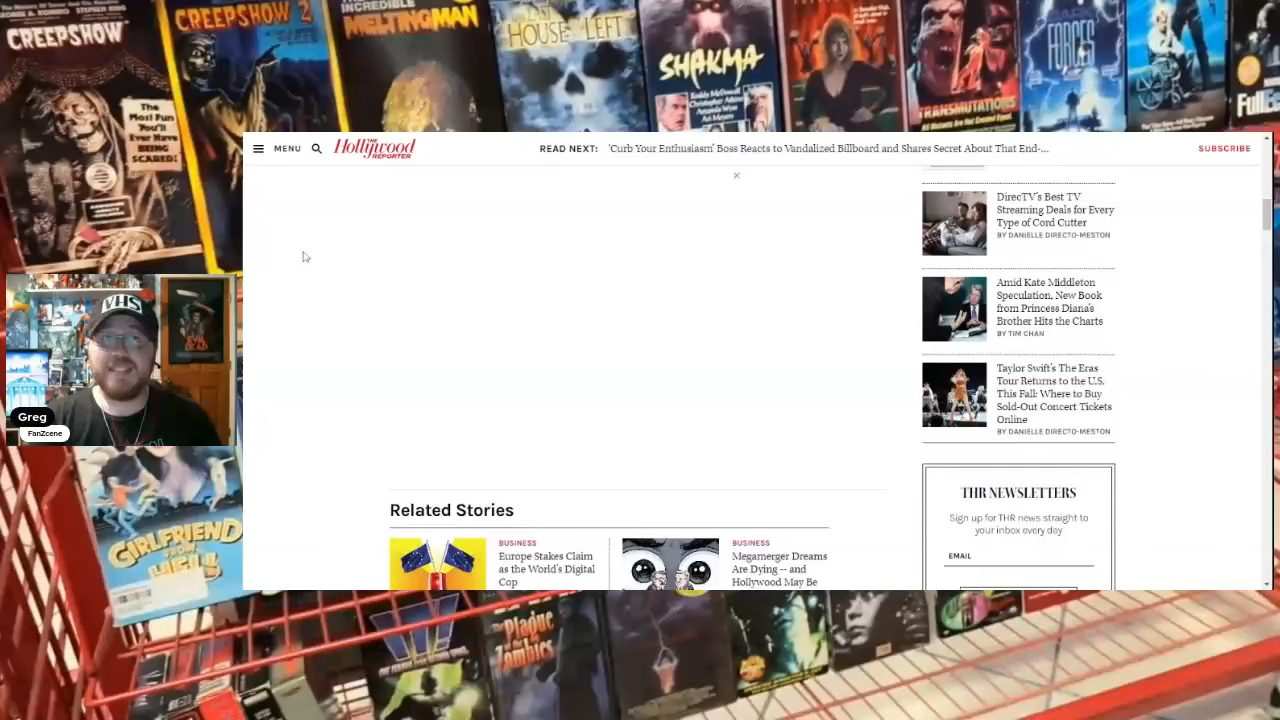 CREEPSHOW
The
Most Fun
You'll
Ever Have
BEING
SCARED!
CREEPSHOW 2
INCREDIBLE
MELTING MAN
HOUSE LEFT
SHAKMA
TRANSMUTATIONS
FORCES
Full
MENU
THE
Hollywood
REPORTER
READ NEXT: 'Curb Your Enthusiasm' Boss Reacts to Vandalized Billboard and Shares Secret About That End-...
SUBSCRIBE
DirecTV's Best TV
Streaming Deals for Every
Type of Cord Cutter
BY DANIELLE DIRECTO-MESTON
Amid Kate Middleton
Speculation, New Book
from Princess Diana's
Brother Hits the Charts
BY TIM CHAN
Taylor Swift's The Eras
Tour Returns to the U.S.
This Fall: Where to Buy
Sold-Out Concert Tickets
Online
BY DANIELLE DIRECTO-MESTON
THR NEWSLETTERS
Sign up for THR news straight to
your inbox every day
EMAIL
Related Stories
BUSINESS
Europe Stakes Claim
as the World's Digital
Cop
BUSINESS
Megamerger Dreams
Are Dying -- and
Hollywood May Be
VHS
EVIL
DEAD
Greg
FanZcene
GIRLFRIEND
FROM
HELL
The
Plague
of the
Zombies